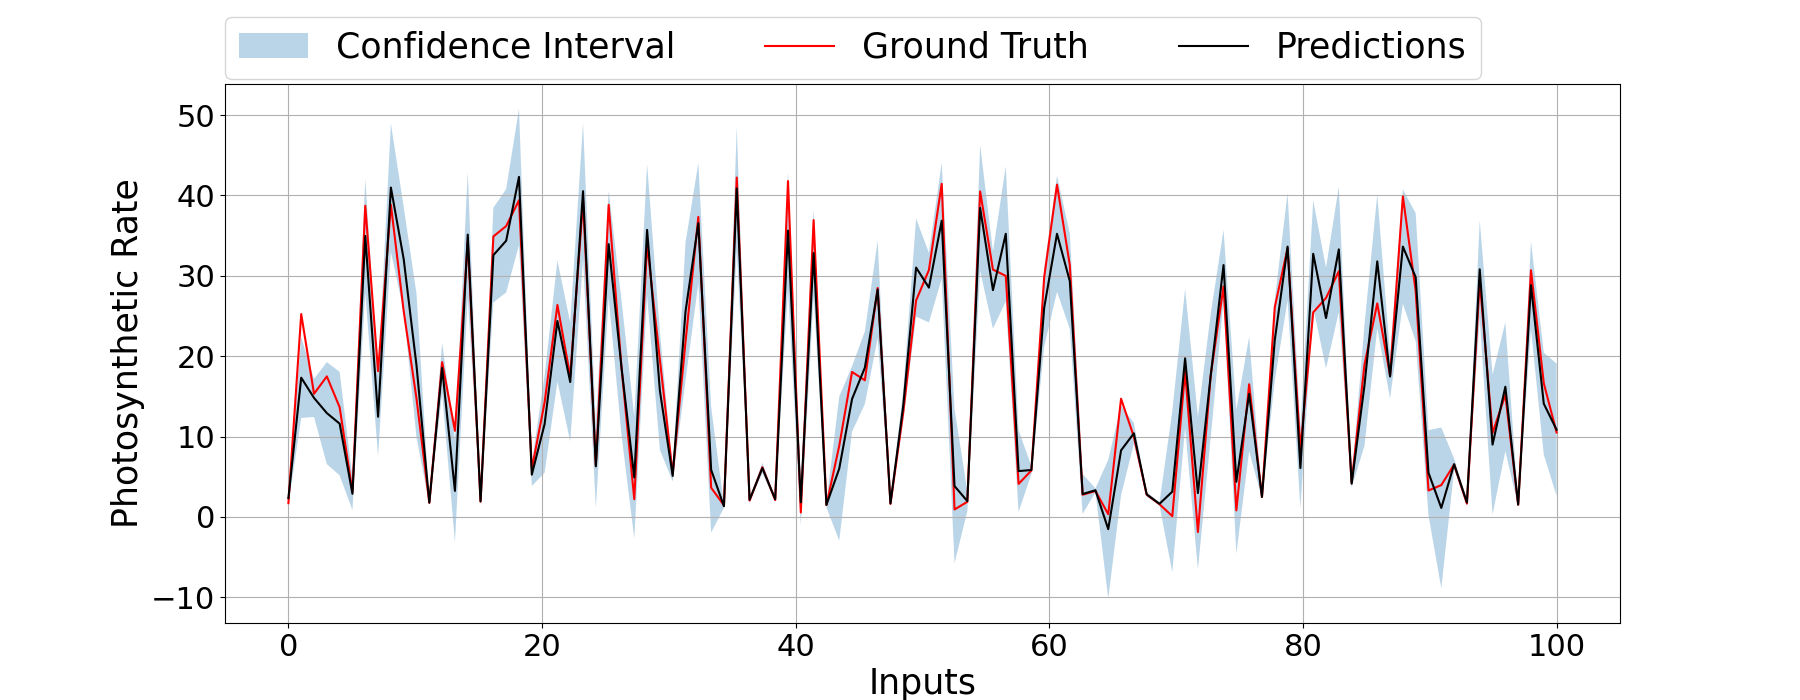 Confidence Interval Ground Truth Predictions
50
40
30
20
10
0
−10
Photosynthetic Rate
0 20 40 60 80 100
Inputs